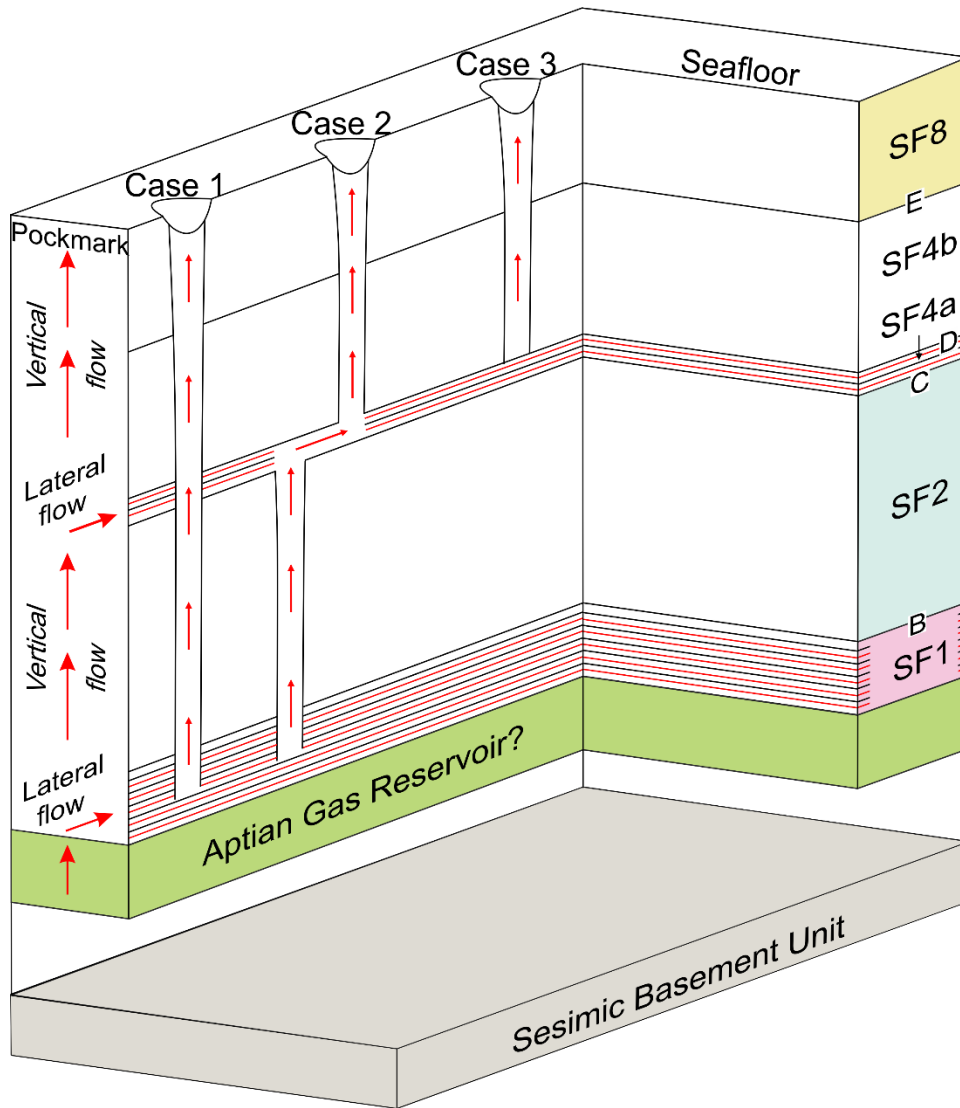 Seafloor
Case 3
Case 2
Case 1
Pockmark
Vertical
flow
Lateral
flow
Vertical
flow
Lateral
flow
SF8
E
SF4b
SF4a
D
C
SF2
B
SF1
Aptian Gas Reservoir?
Sesimic Basement Unit